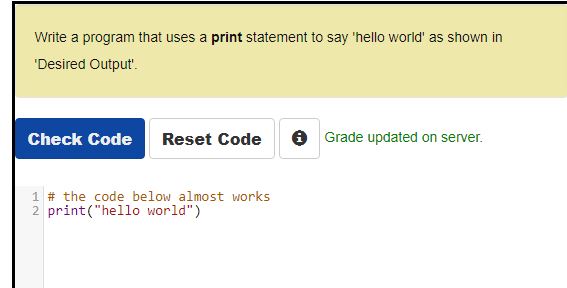 Write a program that uses a print statement to say 'hello world' as shown in
'Desired Output'.
Check Code Reset Code Grade updated on server.
1 # the code below almost works
2 print("hello world")